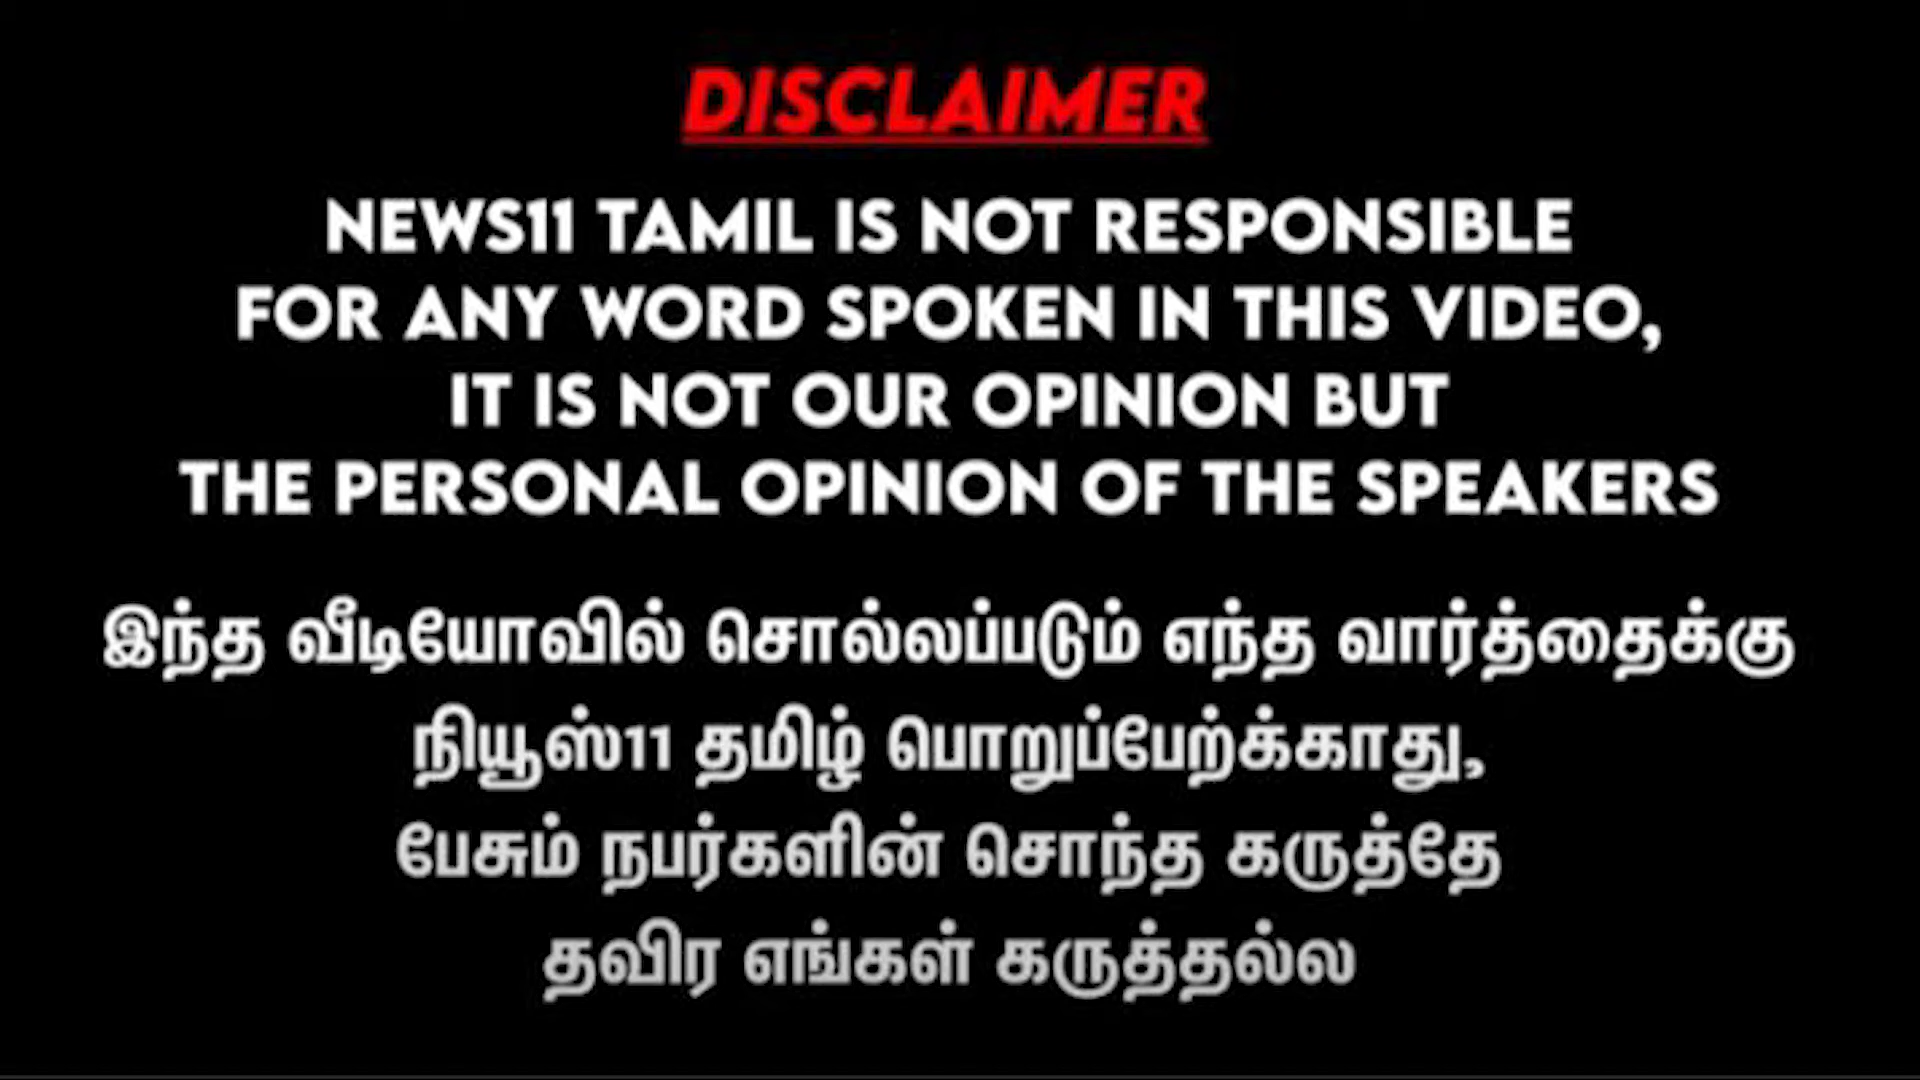 DISCLAIMER
NEWS11 TAMIL IS NOT RESPONSIBLE
FOR ANY WORD SPOKEN IN THIS VIDEO,
IT IS NOT OUR OPINION BUT
THE PERSONAL OPINION OF THE SPEAKERS
இந்த வீடியோவில் சொல்லப்படும் எந்த வார்த்தைக்கு
நியூஸ்11 தமிழ் பொறுப்பேற்க்காது,
பேசும் நபர்களின் சொந்த கருத்தே
தவிர எங்கள் கருத்தல்ல